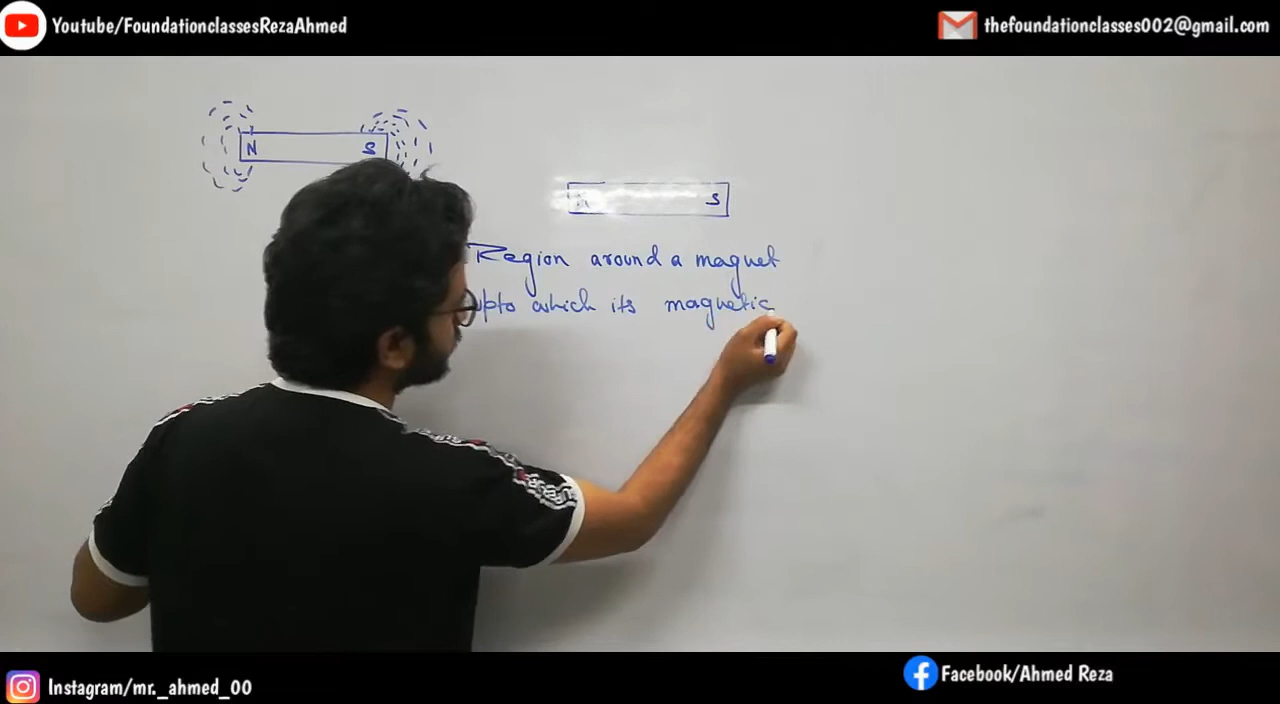 Youtube/FoundationclassesRezaAhmed
thefoundationclasses002@gmail.com
N S
S
Region around a magnet
upto which its magnetic
Instagram/mr._ahmed_00
Facebook/Ahmed Reza